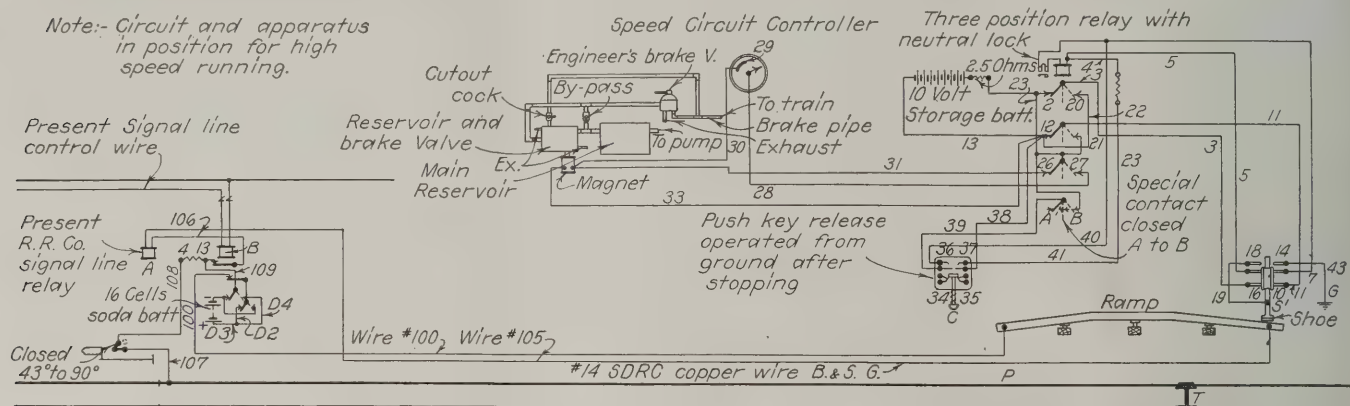 Note:- Circuit and apparatus
in position for high
speed running.
Speed Circuit Controller
29
Engineer's brake V.
Cutout
cock
By-pass
Reservoir and
brake Valve
To train
Brake pipe
Exhaust
To pump
30
Ex.
Main
Reservoir
Magnet
31
28
33
Three position relay with
neutral lock
2.5 Ohms
4
3
5
23
2
20
22
10 Volt
Storage batt.
12
13
21
11
26
27
23
3
5
Special
contact
closed
A to B
A
B
39
38
40
41
Push key release
operated from
ground after
stopping
36
37
34
35
C
18
14
43
7
G
16
10
11
19
S'
Shoe
Ramp
Present Signal line
control wire
22
Present
R.R. Co.
signal line
relay
106
A
4
13
B
108
109
16 Cells
soda batt
100
D4
D3
D2
+
Closed
43° to 90°
107
Wire #100
Wire #105
#14 SDRC copper wire B.& S. G.
P
T